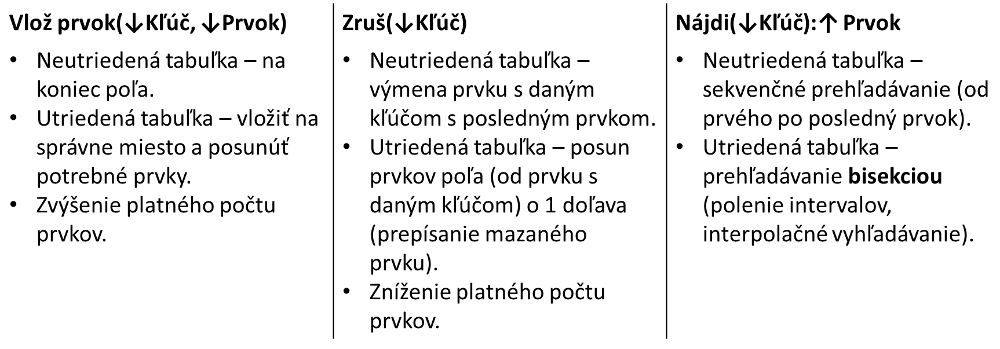 Vlož prvok(↓Kľúč, ↓Prvok)
• Neutriedená tabuľka – na
koniec poľa.
• Utriedená tabuľka – vložiť na
správne miesto a posunúť
potrebné prvky.
• Zvýšenie platného počtu
prvkov.
Zruš(↓Kľúč)
• Neutriedená tabuľka –
výmena prvku s daným
kľúčom s posledným prvkom.
• Utriedená tabuľka – posun
prvkov poľa (od prvku s
daným kľúčom) o 1 doľava
(prepísanie mazaného
prvku).
• Zníženie platného počtu
prvkov.
Nájdi(↓Kľúč):↑ Prvok
• Neutriedená tabuľka –
sekvenčné prehľadávanie (od
prvého po posledný prvok).
• Utriedená tabuľka –
prehľadávanie bisekciou
(polenie intervalov,
interpolačné vyhľadávanie).